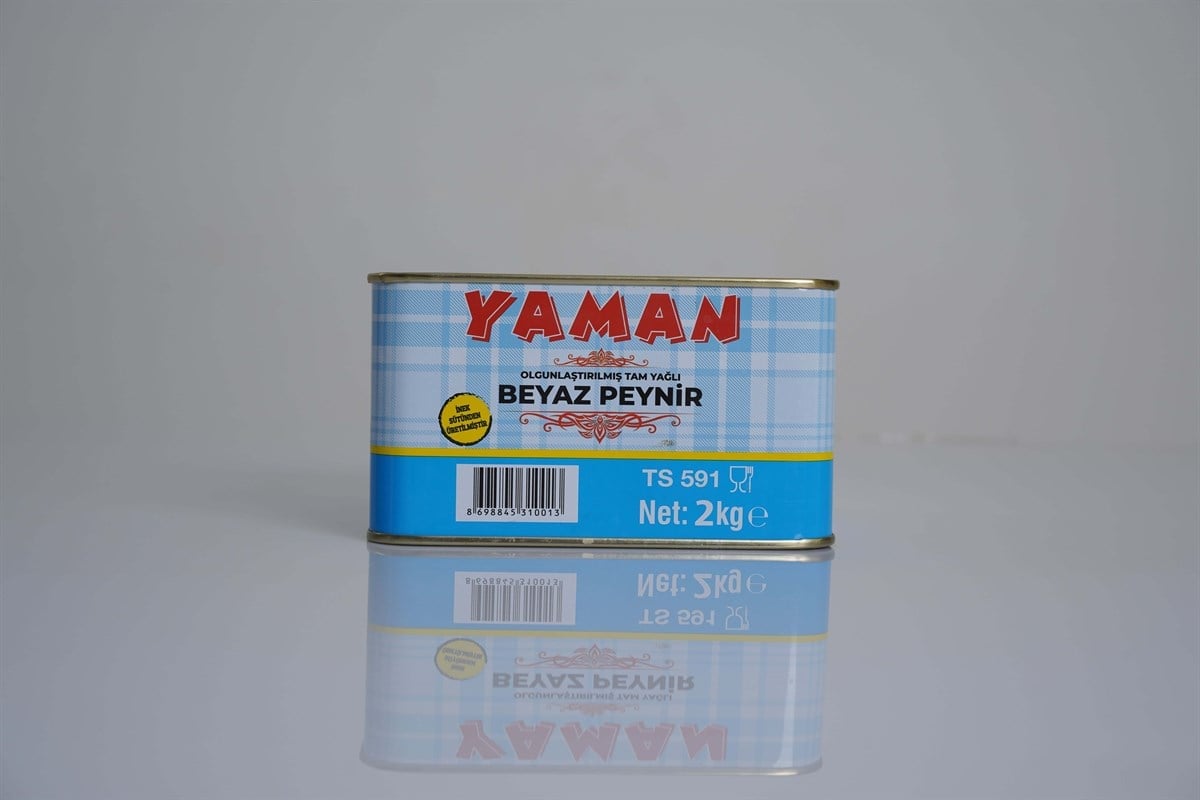 YAMAN
OLGUNLAŞTIRILMIŞ TAM YAĞLI
BEYAZ PEYNİR
İNEK
SÜTÜNDEN
ÜRETİLMİŞTİR
8 698845 310013
TS 591
Net: 2kg ℮